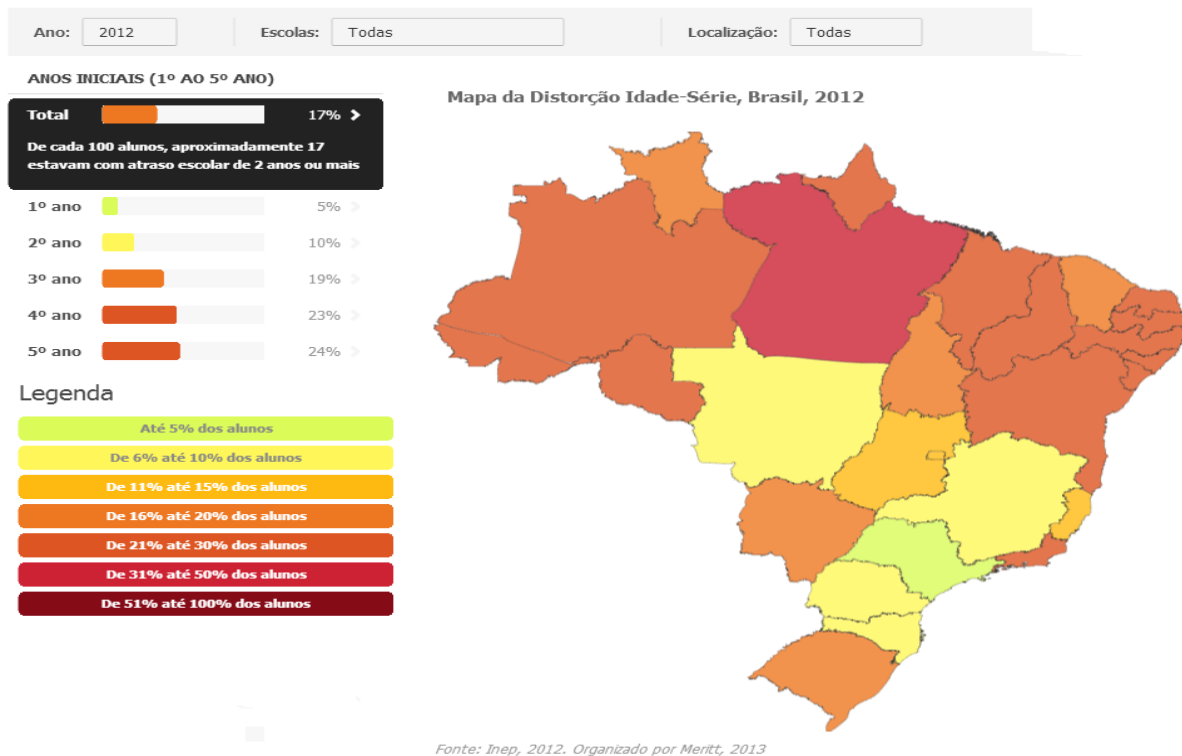 Ano: 2012 Escolas: Todas Localização: Todas
ANOS INICIAIS (1º AO 5º ANO)
Total 17%
De cada 100 alunos, aproximadamente 17
estavam com atraso escolar de 2 anos ou mais
1º ano 5%
2º ano 10%
3º ano 19%
4º ano 23%
5º ano 24%
Legenda
Até 5% dos alunos
De 6% até 10% dos alunos
De 11% até 15% dos alunos
De 16% até 20% dos alunos
De 21% até 30% dos alunos
De 31% até 50% dos alunos
De 51% até 100% dos alunos
Mapa da Distorção Idade-Série, Brasil, 2012
Fonte: Inep, 2012. Organizado por Meritt, 2013